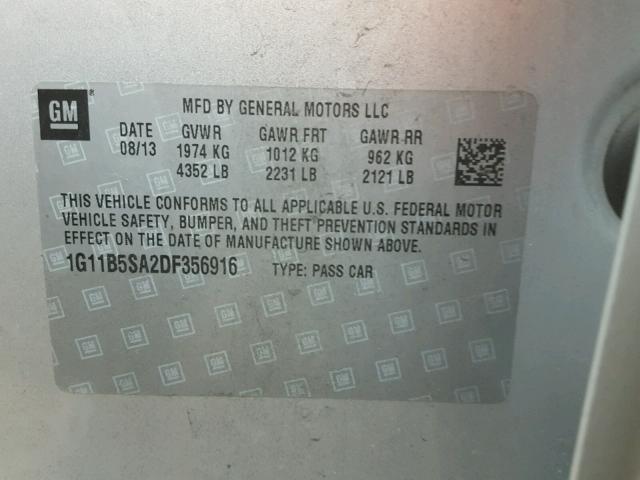 GM
MFD BY GENERAL MOTORS LLC
DATE GVWR GAWR FRT GAWR RR
08/13 1974 KG 1012 KG 962 KG
4352 LB 2231 LB 2121 LB
THIS VEHICLE CONFORMS TO ALL APPLICABLE U.S. FEDERAL MOTOR
VEHICLE SAFETY, BUMPER, AND THEFT PREVENTION STANDARDS IN
EFFECT ON THE DATE OF MANUFACTURE SHOWN ABOVE.
1G11B5SA2DF356916 TYPE: PASS CAR